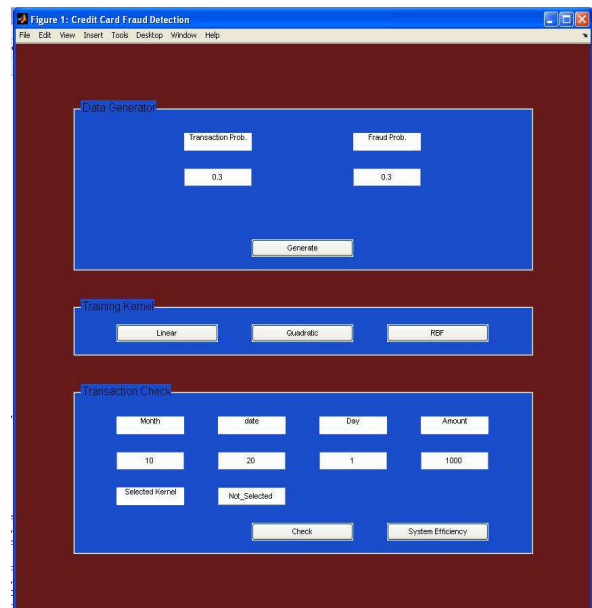 Figure 1: Credit Card Fraud Detection
File Edit View Insert Tools Desktop Window Help
Data Generator
Transaction Prob. Fraud Prob.
0.3 0.3
Generate
Training Kernel
Linear Quadratic RBF
Transaction Check
Month date Day Amount
10 20 1 1000
Selected Kernel Not_Selected
Check System Efficiency